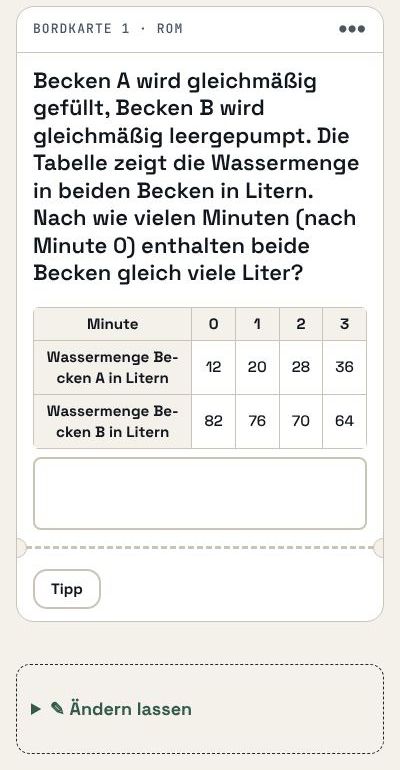 BORDKARTE 1 · ROM
Becken A wird gleichmäßig
gefüllt, Becken B wird
gleichmäßig leergepumpt. Die
Tabelle zeigt die Wassermenge
in beiden Becken in Litern.
Nach wie vielen Minuten (nach
Minute 0) enthalten beide
Becken gleich viele Liter?
Minute 0 1 2 3
Wassermenge Be-
cken A in Litern 12 20 28 36
Wassermenge Be-
cken B in Litern 82 76 70 64
Tipp
▶ ✎ Ändern lassen